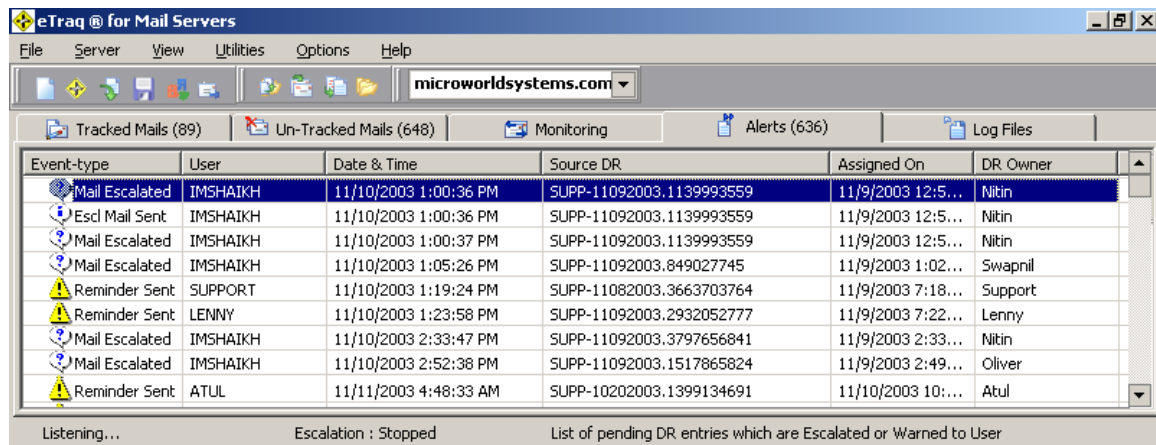 eTraq ® for Mail Servers
File Server View Utilities Options Help
microworldsystems.com
Tracked Mails (89) Un-Tracked Mails (648) Monitoring Alerts (636) Log Files
Event-type User Date & Time Source DR Assigned On DR Owner
Mail Escalated IMSHAIKH 11/10/2003 1:00:36 PM SUPP-11092003.1139993559 11/9/2003 12:5... Nitin
Escl Mail Sent IMSHAIKH 11/10/2003 1:00:36 PM SUPP-11092003.1139993559 11/9/2003 12:5... Nitin
Mail Escalated IMSHAIKH 11/10/2003 1:00:37 PM SUPP-11092003.1139993559 11/9/2003 12:5... Nitin
Mail Escalated IMSHAIKH 11/10/2003 1:05:26 PM SUPP-11092003.849027745 11/9/2003 1:02... Swapnil
Reminder Sent SUPPORT 11/10/2003 1:19:24 PM SUPP-11082003.3663703764 11/9/2003 7:18... Support
Reminder Sent LENNY 11/10/2003 1:23:58 PM SUPP-11092003.2932052777 11/9/2003 7:22... Lenny
Mail Escalated IMSHAIKH 11/10/2003 2:33:47 PM SUPP-11092003.3797656841 11/9/2003 2:33... Nitin
Mail Escalated IMSHAIKH 11/10/2003 2:52:38 PM SUPP-11092003.1517865824 11/9/2003 2:49... Oliver
Reminder Sent ATUL 11/11/2003 4:48:33 AM SUPP-10202003.1399134691 11/10/2003 10:... Atul
Listening... Escalation : Stopped List of pending DR entries which are Escalated or Warned to User